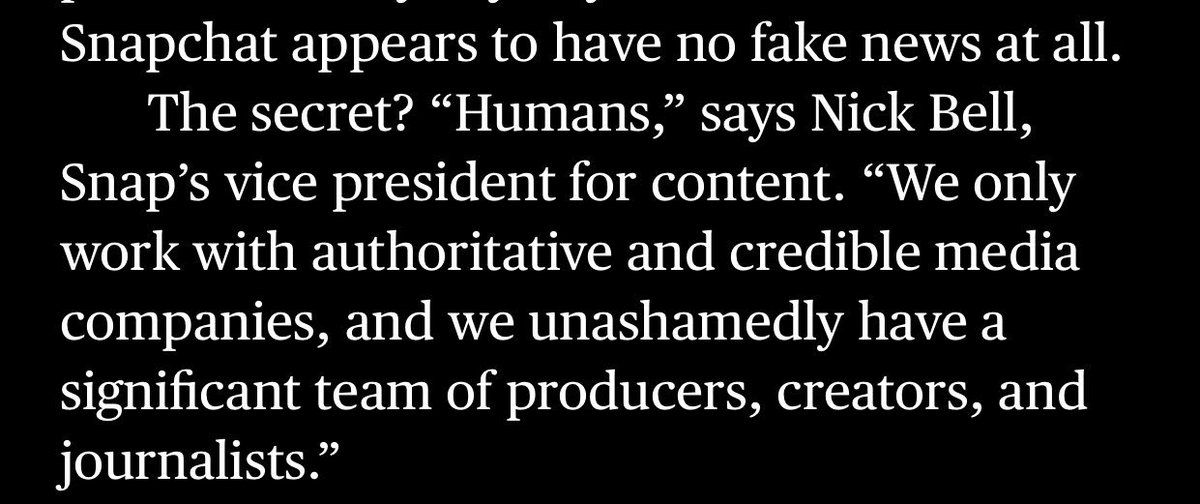 Snapchat appears to have no fake news at all.
The secret? “Humans,” says Nick Bell,
Snap’s vice president for content. “We only
work with authoritative and credible media
companies, and we unashamedly have a
significant team of producers, creators, and
journalists.”